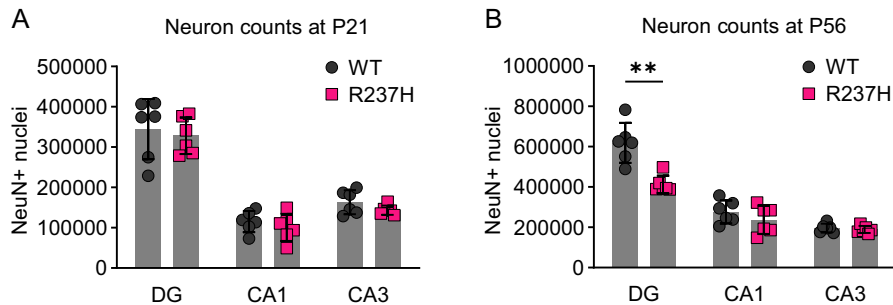 A
Neuron counts at P21
NeuN+ nuclei
500000
400000
300000
200000
100000
0
WT
R237H
DG CA1 CA3
B
Neuron counts at P56
NeuN+ nuclei
1000000
800000
600000
400000
200000
0
**
WT
R237H
DG CA1 CA3